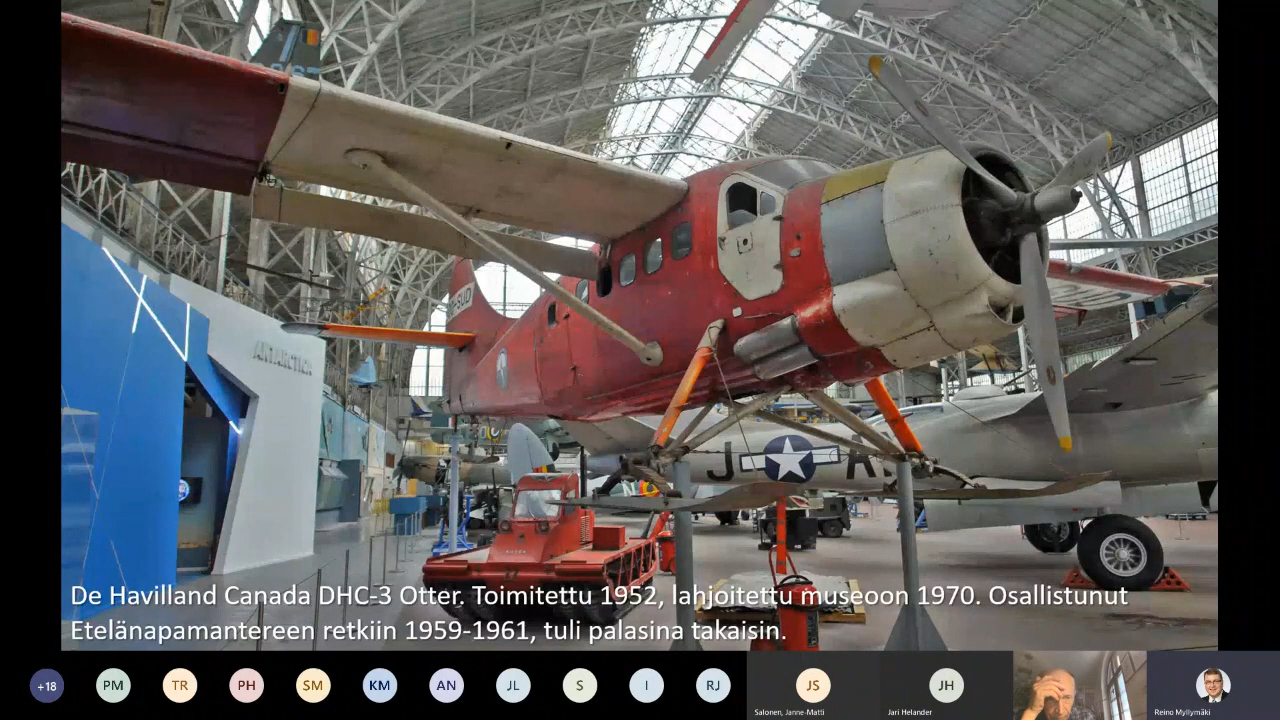 ANTARCTICA
-SUD
J
De Havilland Canada DHC-3 Otter. Toimitettu 1952, lahjoitettu museoon 1970. Osallistunut
Etelänapamantereen retkiin 1959-1961, tuli palasina takaisin.
+18 PM TR PH SM KM AN JL S I RJ JS JH
Salonen, Janne-Matti Jari Helander Reino Myllymäki